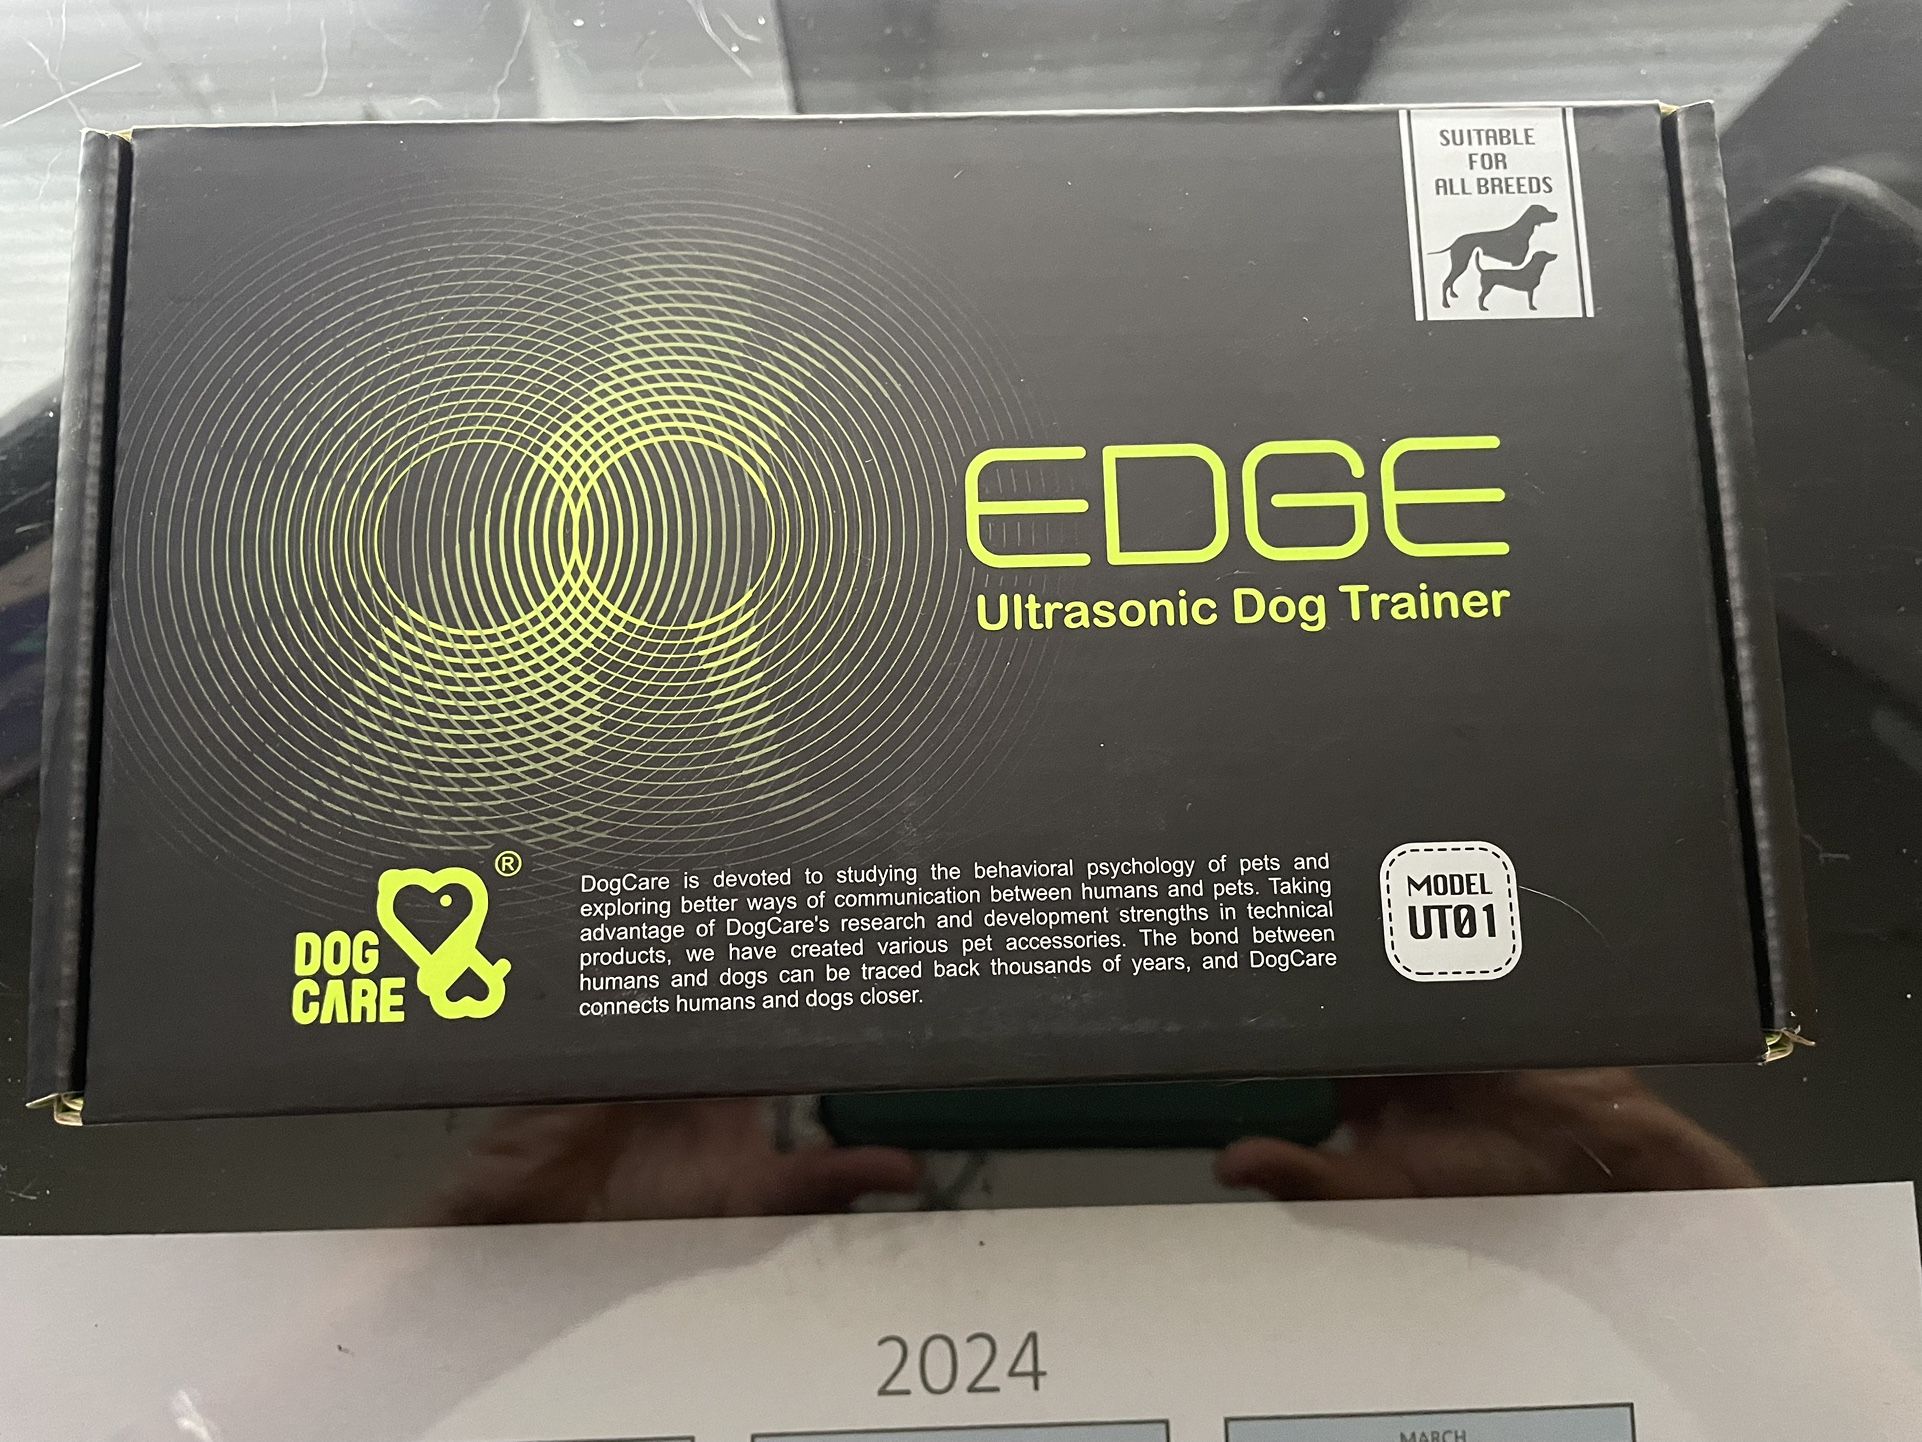 SUITABLE
FOR
ALL BREEDS
EDGE
Ultrasonic Dog Trainer
DOG
CARE
®
DogCare is devoted to studying the behavioral psychology of pets and
exploring better ways of communication between humans and pets. Taking
advantage of DogCare's research and development strengths in technical
products, we have created various pet accessories. The bond between
humans and dogs can be traced back thousands of years, and DogCare
connects humans and dogs closer.
MODEL
UT01
2024
MARCH